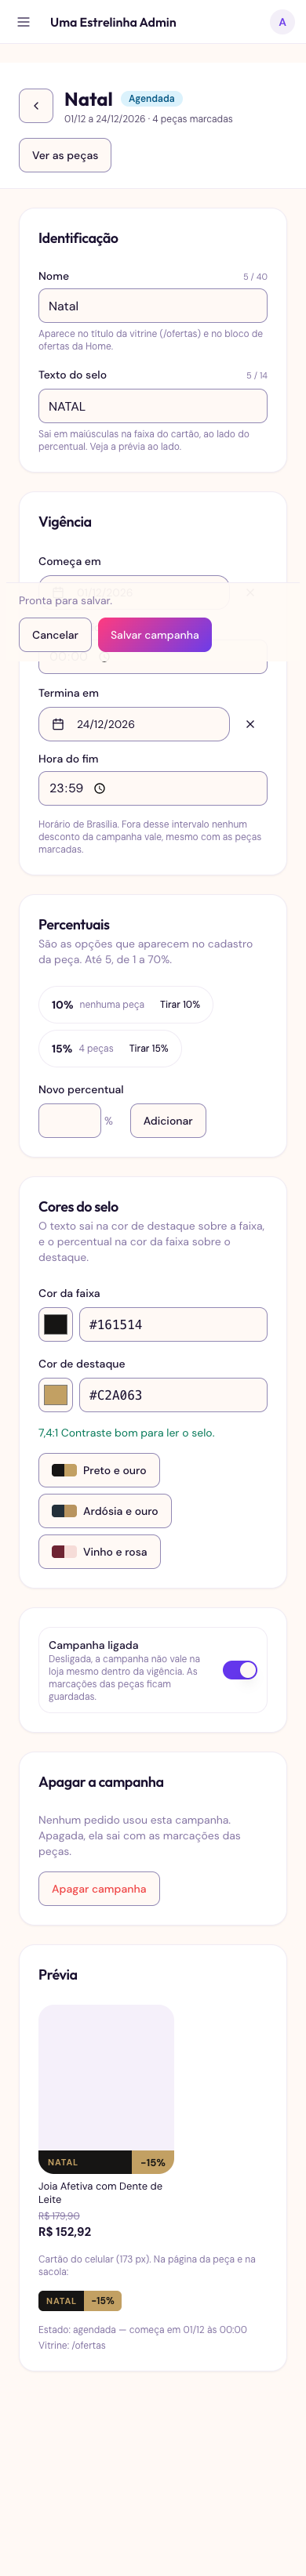 Uma Estrelinha Admin
A
Natal
Agendada
01/12 a 24/12/2026 · 4 peças marcadas
Ver as peças
Identificação
Nome
5 / 40
Natal
Aparece no título da vitrine (/ofertas) e no bloco de
ofertas da Home.
Texto do selo
5 / 14
NATAL
Sai em maiúsculas na faixa do cartão, ao lado do
percentual. Veja a prévia ao lado.
Vigência
Começa em
Pronta para salvar.
Cancelar
Salvar campanha
Termina em
24/12/2026
Hora do fim
23:59
Horário de Brasília. Fora desse intervalo nenhum
desconto da campanha vale, mesmo com as peças
marcadas.
Percentuais
São as opções que aparecem no cadastro
da peça. Até 5, de 1 a 70%.
10% nenhuma peça Tirar 10%
15% 4 peças Tirar 15%
Novo percentual
%
Adicionar
Cores do selo
O texto sai na cor de destaque sobre a faixa,
e o percentual na cor da faixa sobre o
destaque.
Cor da faixa
#161514
Cor de destaque
#C2A063
7,4:1 Contraste bom para ler o selo.
Preto e ouro
Ardósia e ouro
Vinho e rosa
Campanha ligada
Desligada, a campanha não vale na
loja mesmo dentro da vigência. As
marcações das peças ficam
guardadas.
Apagar a campanha
Nenhum pedido usou esta campanha.
Apagada, ela sai com as marcações das
peças.
Apagar campanha
Prévia
NATAL
-15%
Joia Afetiva com Dente de
Leite
R$ 179,90
R$ 152,92
Cartão do celular (173 px). Na página da peça e na
sacola:
NATAL
-15%
Estado: agendada — começa em 01/12 às 00:00
Vitrine: /ofertas